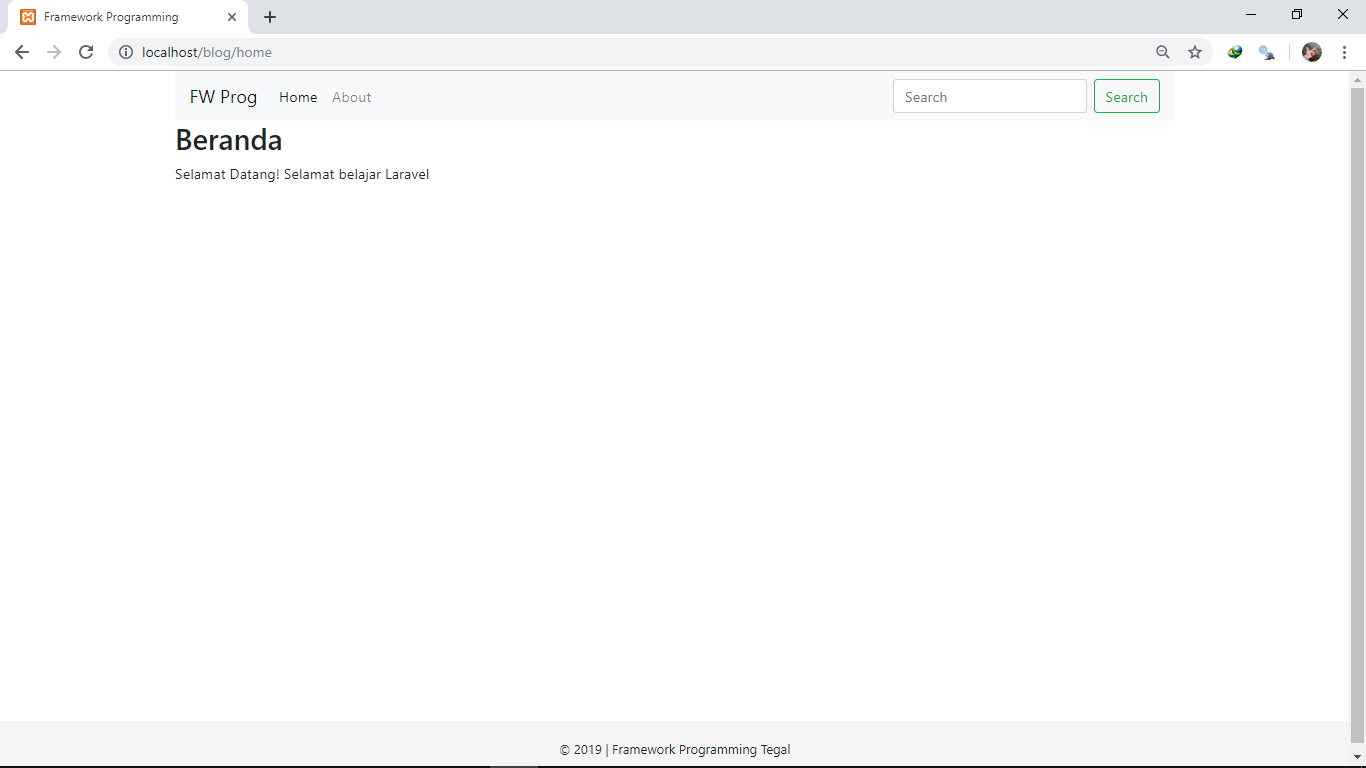 Framework Programming
localhost/blog/home
FW Prog Home About Search Search
Beranda
Selamat Datang! Selamat belajar Laravel
© 2019 | Framework Programming Tegal